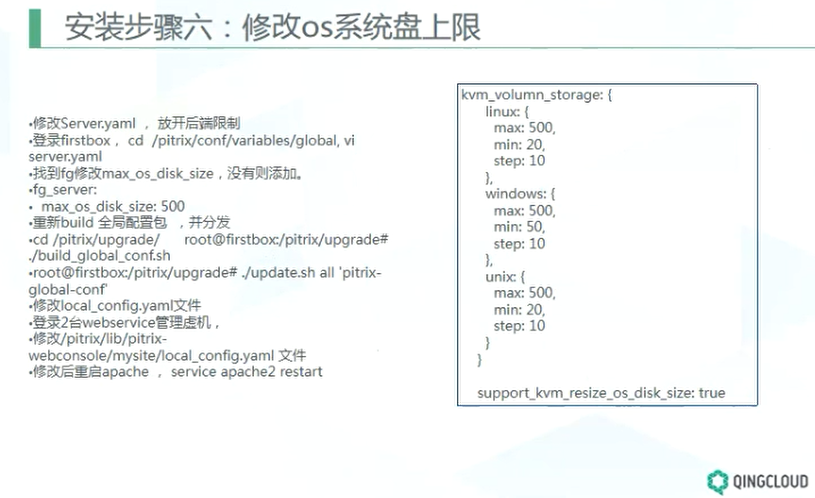 安装步骤六：修改os系统盘上限
•修改Server.yaml ， 放开后端限制
•登录firstbox， cd /pitrix/conf/variables/global, vi
server.yaml
•找到fg修改max_os_disk_size，没有则添加。
•fg_server:
• max_os_disk_size: 500
•重新build 全局配置包 ，并分发
•cd /pitrix/upgrade/ root@firstbox:/pitrix/upgrade#
./build_global_conf.sh
•root@firstbox:/pitrix/upgrade# ./update.sh all 'pitrix-
global-conf'
•修改local_config.yaml文件
•登录2台webservice管理虚机，
•修改/pitrix/lib/pitrix-
webconsole/mysite/local_config.yaml 文件
•修改后重启apache ， service apache2 restart
kvm_volumn_storage: {
linux: {
max: 500,
min: 20,
step: 10
},
windows: {
max: 500,
min: 50,
step: 10
},
unix: {
max: 500,
min: 20,
step: 10
}
}
support_kvm_resize_os_disk_size: true
QINGCLOUD